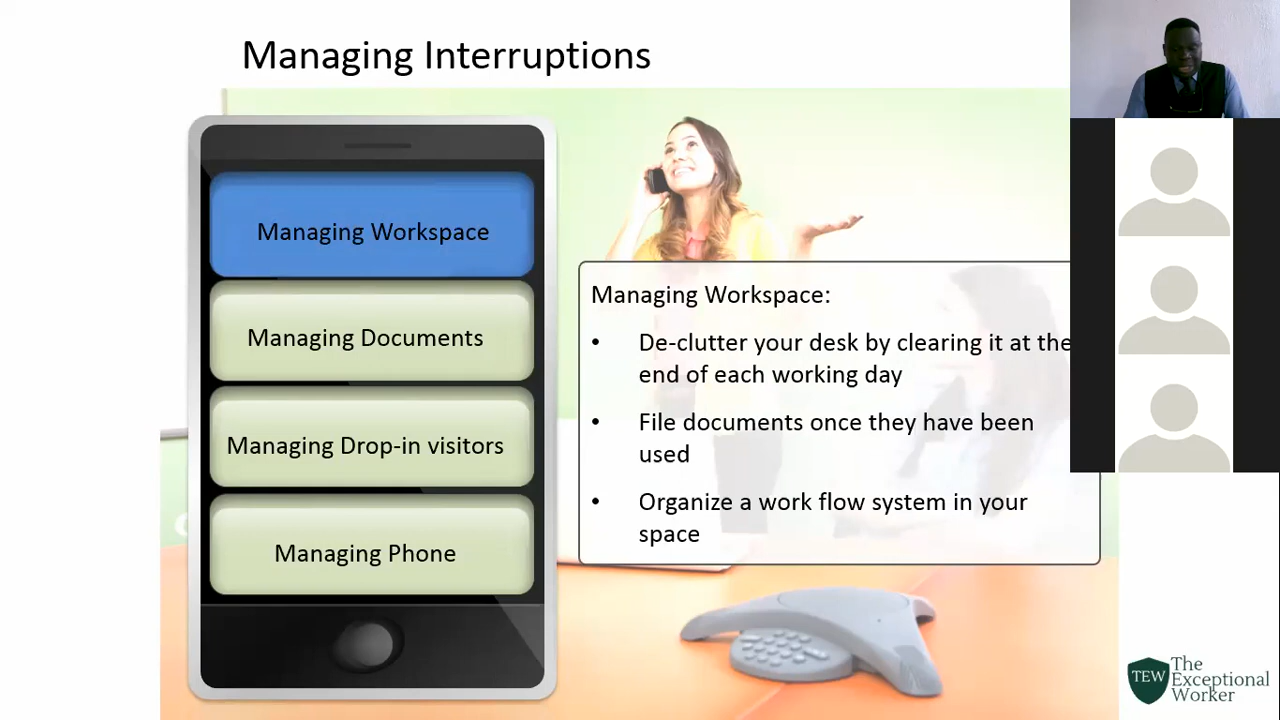 Managing Interruptions
Managing Workspace
Managing Documents
Managing Drop-in visitors
Managing Phone
Managing Workspace:
• De-clutter your desk by clearing it at the
end of each working day
• File documents once they have been
used
• Organize a work flow system in your
space
TEW
The
Exceptional
Worker